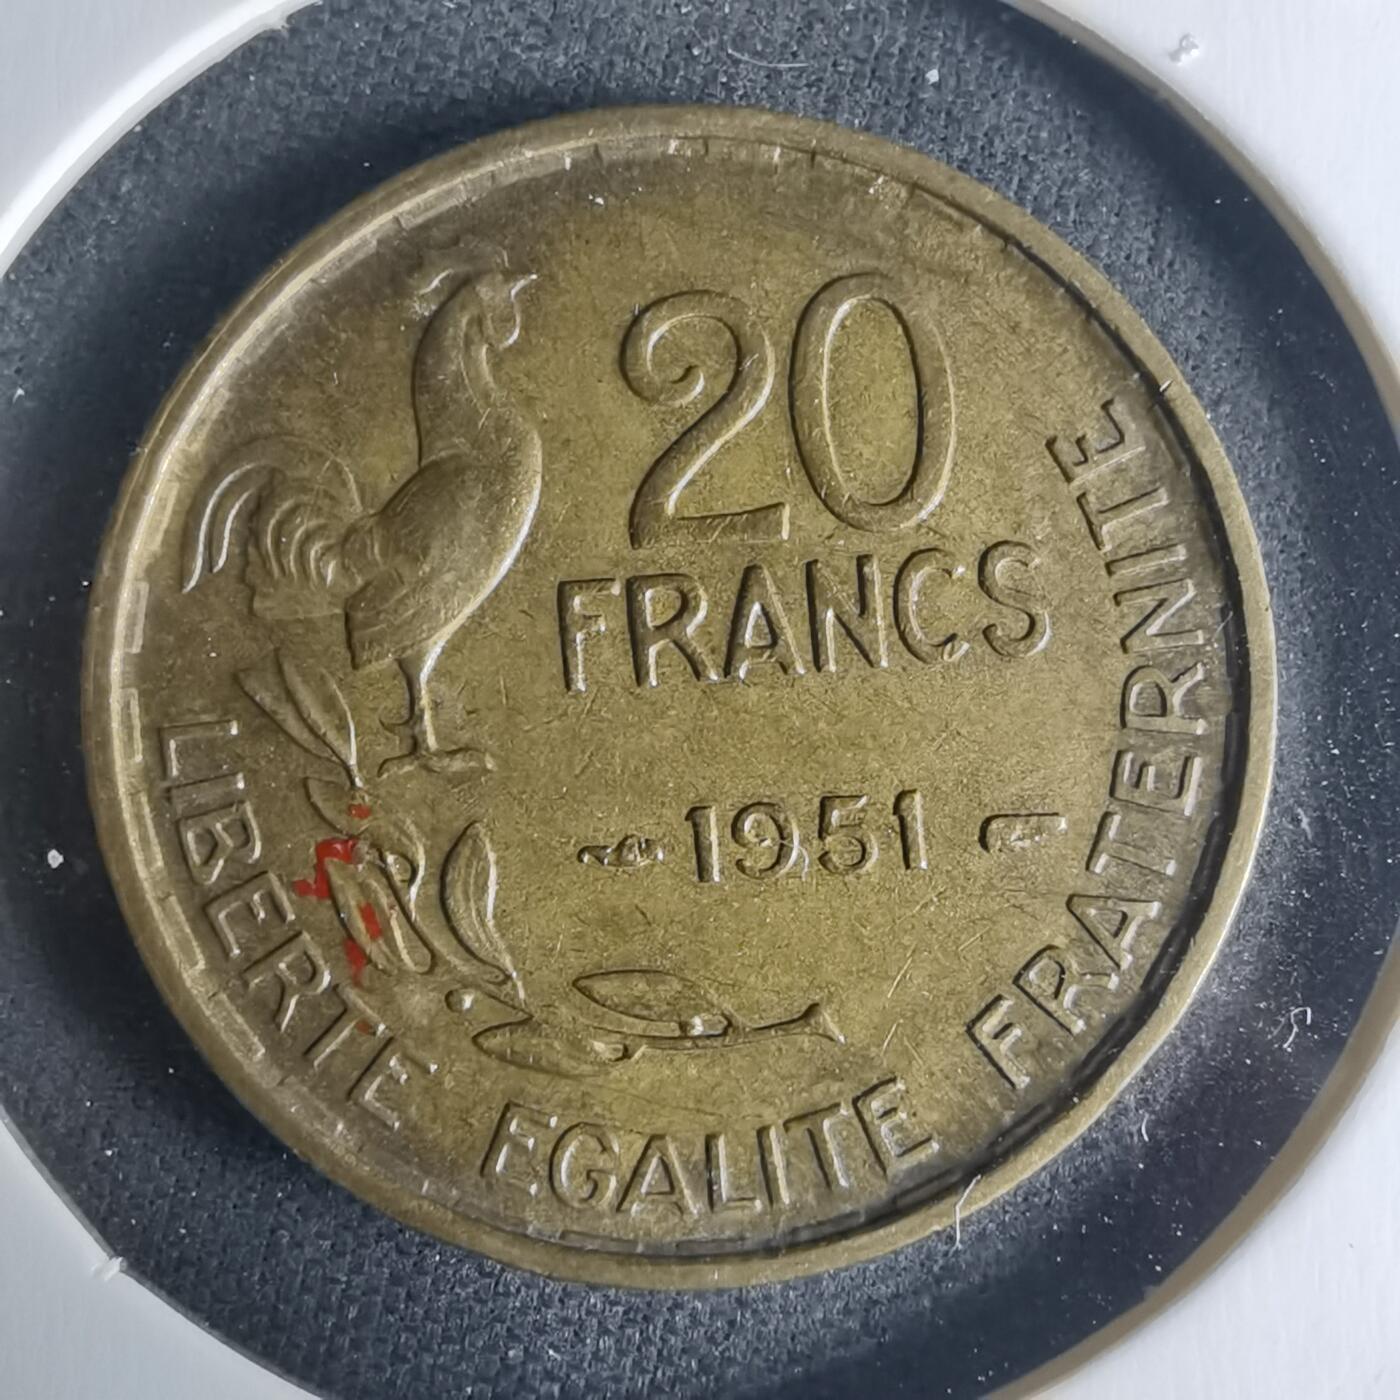 20
FRANCS
1951
LIBERTE EGALITE FRATERNITE